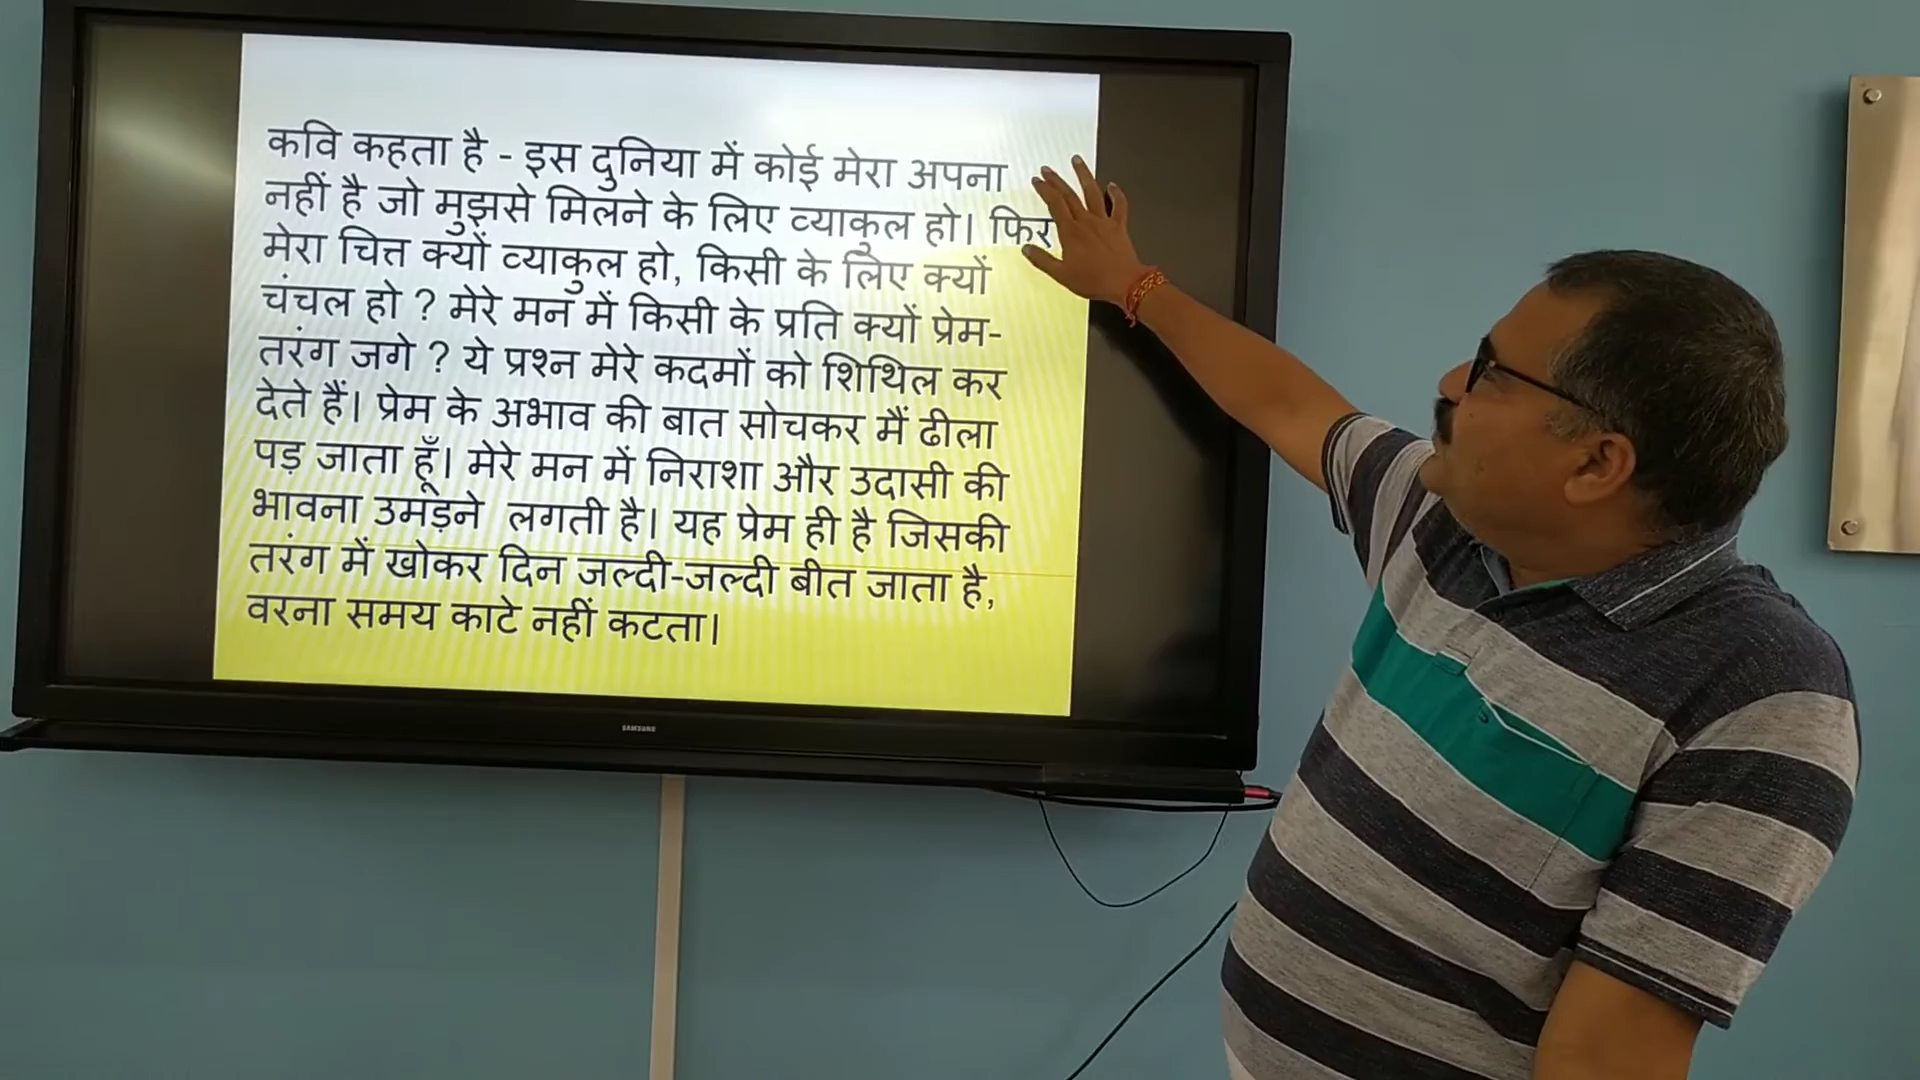 कवि कहता है - इस दुनिया में कोई मेरा अपना
नहीं है जो मुझसे मिलने के लिए व्याकुल हो। फिर
मेरा चित्त क्यों व्याकुल हो, किसी के लिए क्यों
चंचल हो ? मेरे मन में किसी के प्रति क्यों प्रेम-
तरंग जगे ? ये प्रश्न मेरे कदमों को शिथिल कर
देते हैं। प्रेम के अभाव की बात सोचकर मैं ढीला
पड़ जाता हूँ। मेरे मन में निराशा और उदासी की
भावना उमड़ने लगती है। यह प्रेम ही है जिसकी
तरंग में खोकर दिन जल्दी-जल्दी बीत जाता है,
वरना समय काटे नहीं कटता।
SAMSUNG